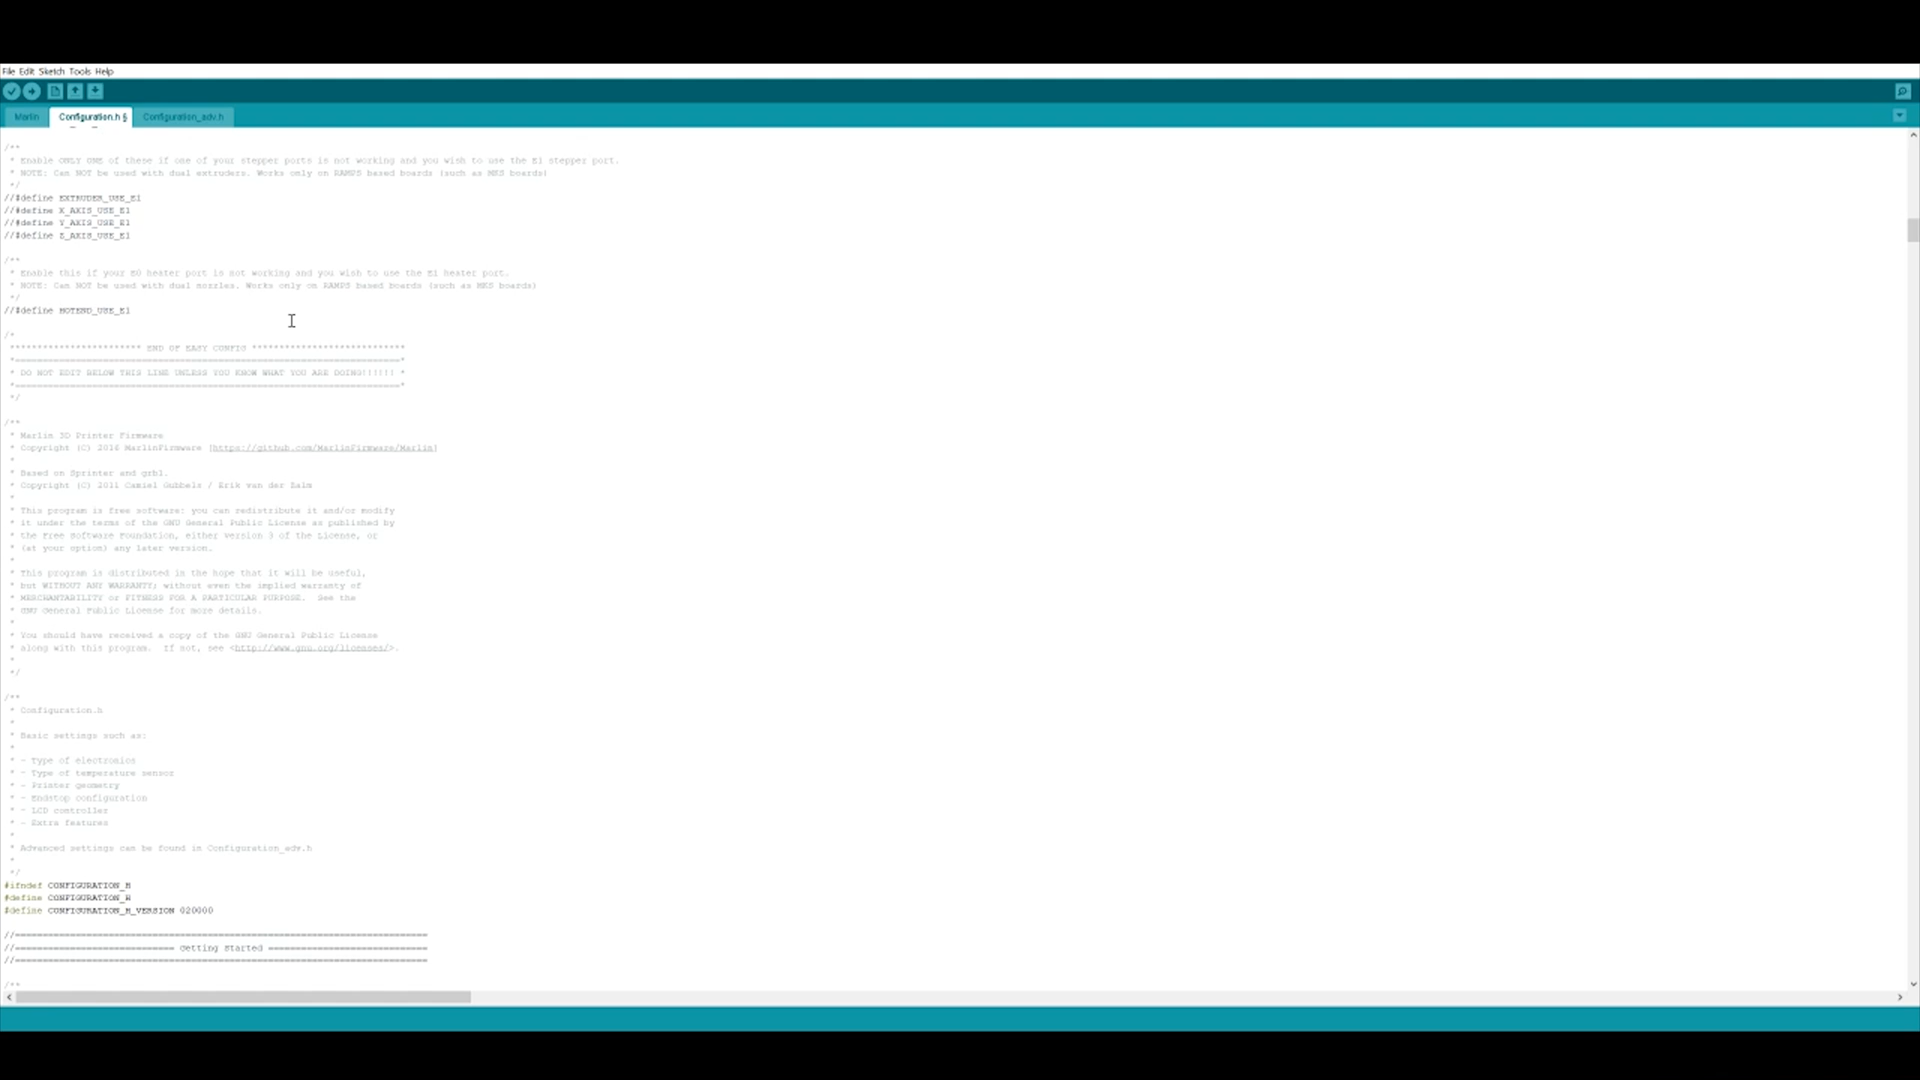 File Edit Sketch Tools Help
Marlin Configuration.h § Configuration_adv.h
/**
* Enable ONLY ONE of these if one of your stepper ports is not working and you wish to use the E1 stepper port.
* NOTE: Can NOT be used with dual extruders. Works only on RAMPS based boards (such as MKS boards)
*/
//#define EXTRUDER_USE_E1
//#define X_AXIS_USE_E1
//#define Y_AXIS_USE_E1
//#define Z_AXIS_USE_E1
/**
* Enable this if your E0 heater port is not working and you wish to use the E1 heater port.
* NOTE: Can NOT be used with dual nozzles. Works only on RAMPS based boards (such as MKS boards)
*/
//#define HOTEND_USE_E1
/*
************************ END OF EASY CONFIG ****************************
*=======================================================================*
* DO NOT EDIT BELOW THIS LINE UNLESS YOU KNOW WHAT YOU ARE DOING!!!!!! *
*=======================================================================*
*/
/**
* Marlin 3D Printer Firmware
* Copyright (C) 2016 MarlinFirmware [https://github.com/MarlinFirmware/Marlin]
*
* Based on Sprinter and grbl.
* Copyright (C) 2011 Camiel Gubbels / Erik van der Zalm
*
* This program is free software: you can redistribute it and/or modify
* it under the terms of the GNU General Public License as published by
* the Free Software Foundation, either version 3 of the License, or
* (at your option) any later version.
*
* This program is distributed in the hope that it will be useful,
* but WITHOUT ANY WARRANTY; without even the implied warranty of
* MERCHANTABILITY or FITNESS FOR A PARTICULAR PURPOSE. See the
* GNU General Public License for more details.
*
* You should have received a copy of the GNU General Public License
* along with this program. If not, see <http://www.gnu.org/licenses/>.
*
*/
/**
* Configuration.h
*
* Basic settings such as:
*
* - Type of electronics
* - Type of temperature sensor
* - Printer geometry
* - Endstop configuration
* - LCD controller
* - Extra features
*
* Advanced settings can be found in Configuration_adv.h
*
*/
#ifndef CONFIGURATION_H
#define CONFIGURATION_H
#define CONFIGURATION_H_VERSION 020000
//===========================================================================
//============================= Getting Started =============================
//===========================================================================
/**